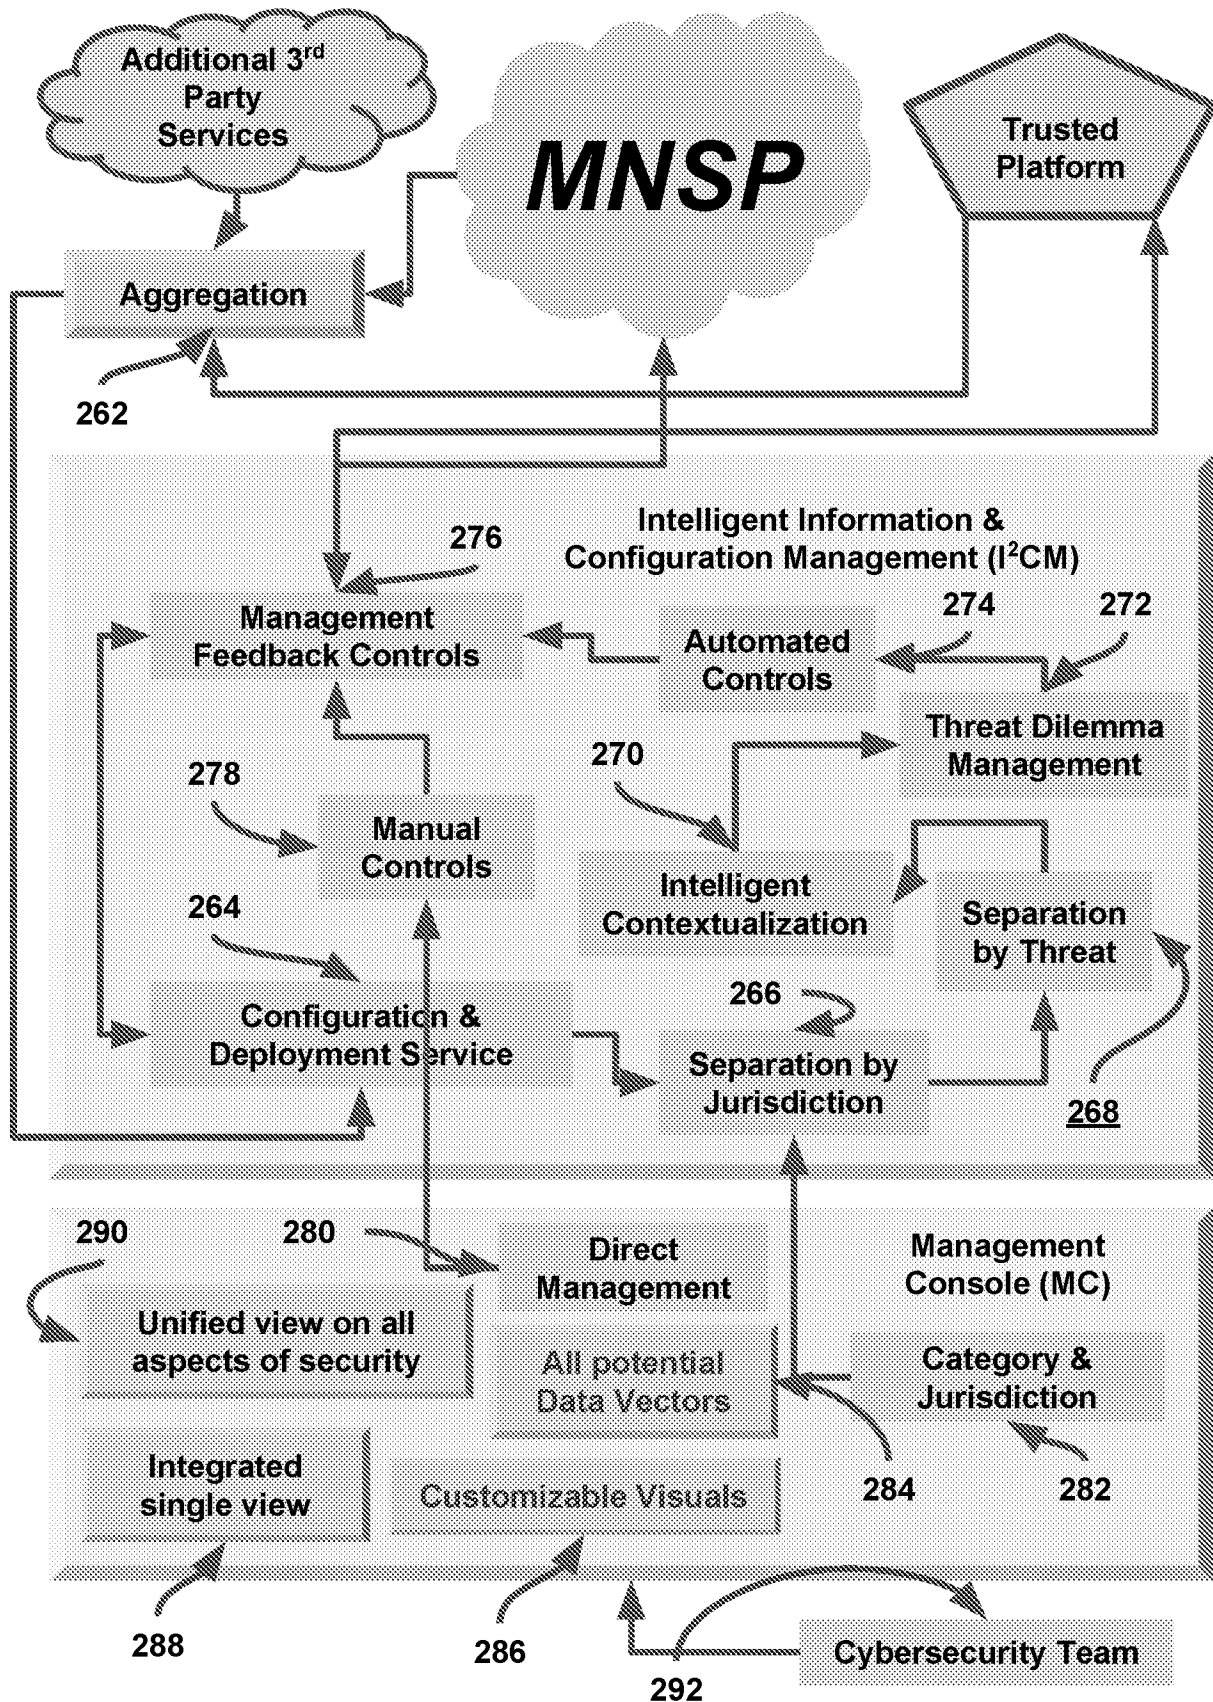 Additional 3rd
Party
Services
MNSP
Trusted
Platform
Aggregation
262
Intelligent Information &
Configuration Management (I2CM)
276
274
272
Management
Feedback Controls
Automated
Controls
Threat Dilemma
Management
270
278
Manual
Controls
264
Intelligent
Contextualization
Separation
by Threat
266
Configuration &
Deployment Service
Separation by
Jurisdiction
268
290
280
Direct
Management
Management
Console (MC)
Unified view on all
aspects of security
All potential
Data Vectors
Category &
Jurisdiction
Integrated
single view
Customizable Visuals
284
282
288
286
292
Cybersecurity Team